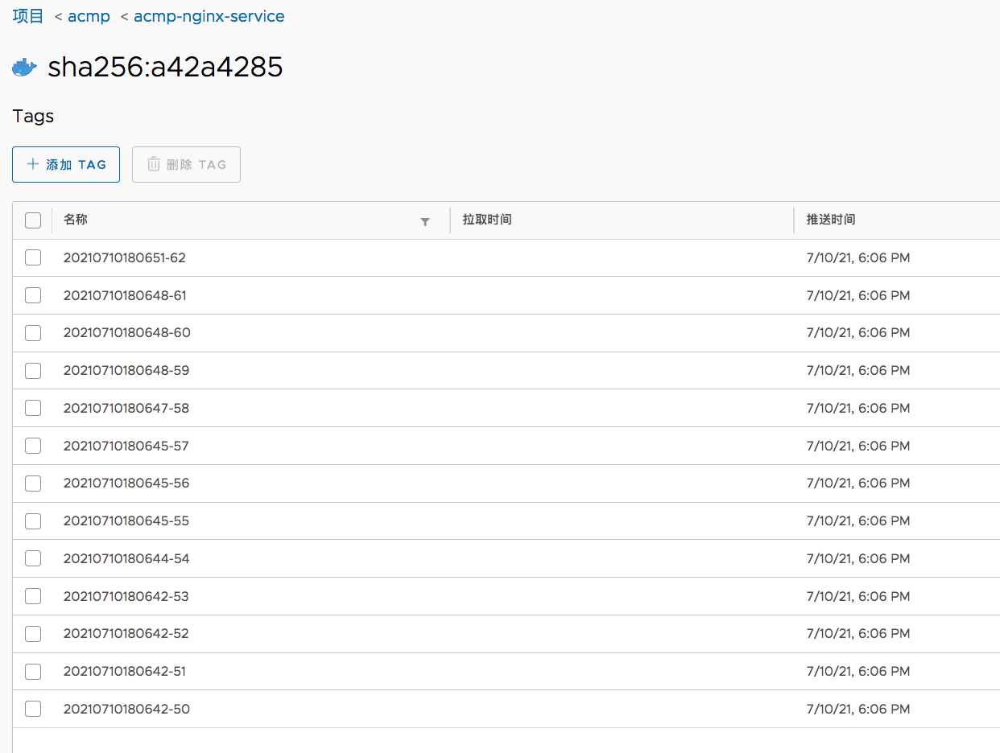 项目 < acmp < acmp-nginx-service
sha256:a42a4285
Tags
添加 TAG 删除 TAG
名称 拉取时间 推送时间
20210710180651-62 7/10/21, 6:06 PM
20210710180648-61 7/10/21, 6:06 PM
20210710180648-60 7/10/21, 6:06 PM
20210710180648-59 7/10/21, 6:06 PM
20210710180647-58 7/10/21, 6:06 PM
20210710180645-57 7/10/21, 6:06 PM
20210710180645-56 7/10/21, 6:06 PM
20210710180645-55 7/10/21, 6:06 PM
20210710180644-54 7/10/21, 6:06 PM
20210710180642-53 7/10/21, 6:06 PM
20210710180642-52 7/10/21, 6:06 PM
20210710180642-51 7/10/21, 6:06 PM
20210710180642-50 7/10/21, 6:06 PM